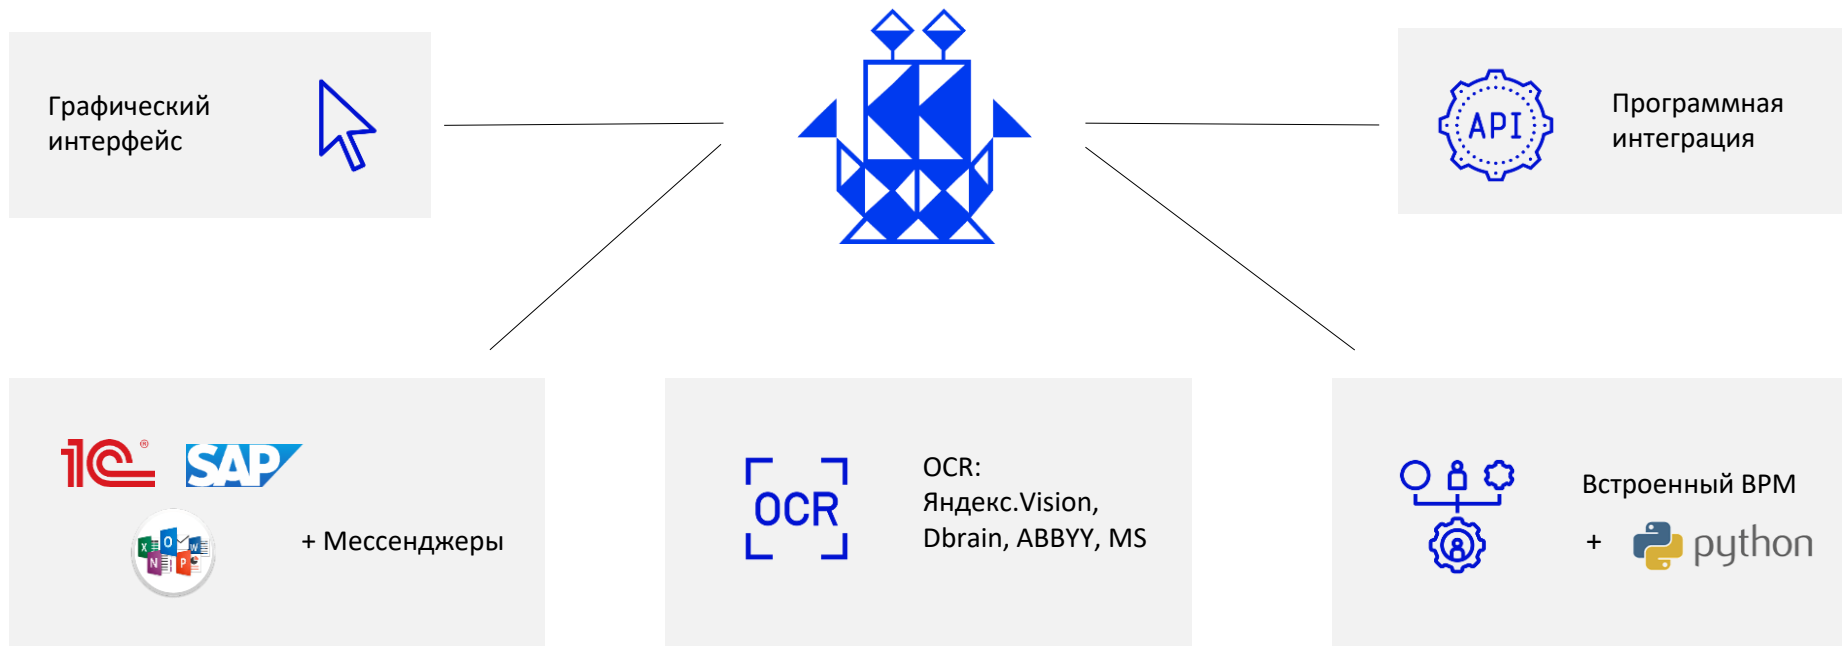 Графический
интерфейс
API
Программная
интеграция
1С®
SAP
X
O
W
N
P
P
+ Мессенджеры
OCR
OCR:
Яндекс.Vision,
Dbrain, ABBYY, MS
Встроенный BPM
+ python